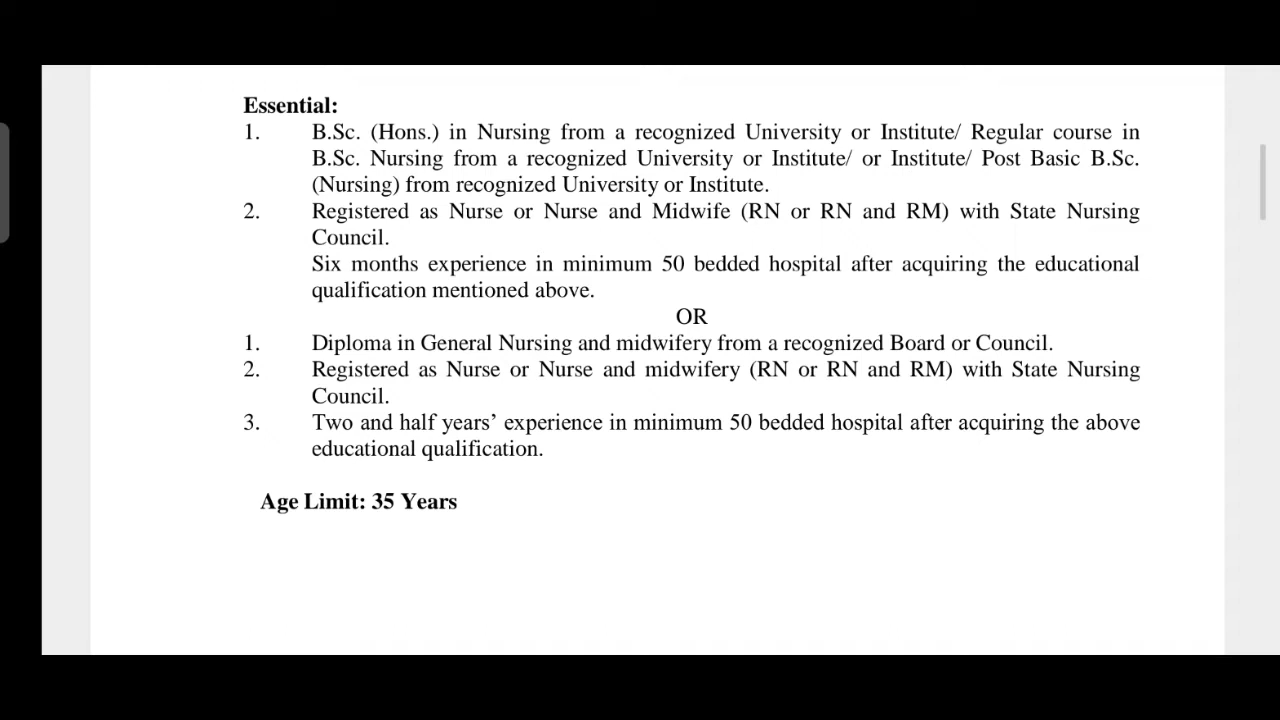 Essential:
1. B.Sc. (Hons.) in Nursing from a recognized University or Institute/ Regular course in
B.Sc. Nursing from a recognized University or Institute/ or Institute/ Post Basic B.Sc.
(Nursing) from recognized University or Institute.
2. Registered as Nurse or Nurse and Midwife (RN or RN and RM) with State Nursing
Council.
Six months experience in minimum 50 bedded hospital after acquiring the educational
qualification mentioned above.
OR
1. Diploma in General Nursing and midwifery from a recognized Board or Council.
2. Registered as Nurse or Nurse and midwifery (RN or RN and RM) with State Nursing
Council.
3. Two and half years’ experience in minimum 50 bedded hospital after acquiring the above
educational qualification.
Age Limit: 35 Years